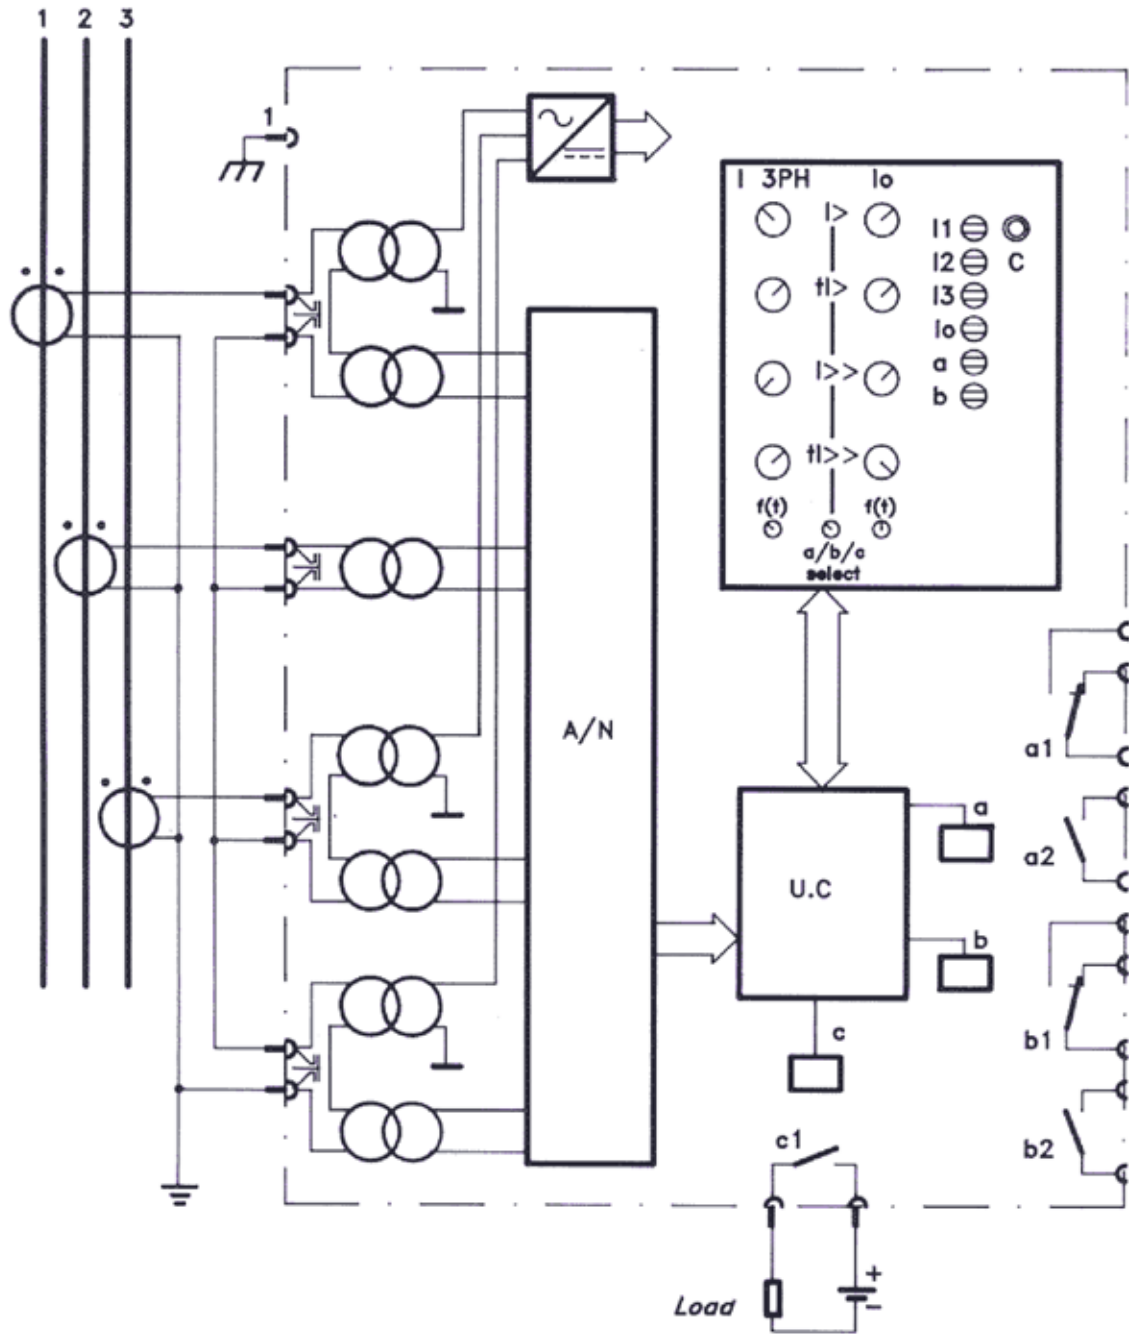 1 2 3
1
I 3PH Io
I>
I1
I2 C
tI>
I3
Io
I>>
a
b
tI>>
f(t) f(t)
a/b/c
select
A/N
a1
a
U.C
a2
b
c
b1
c1
b2
+
-
Load